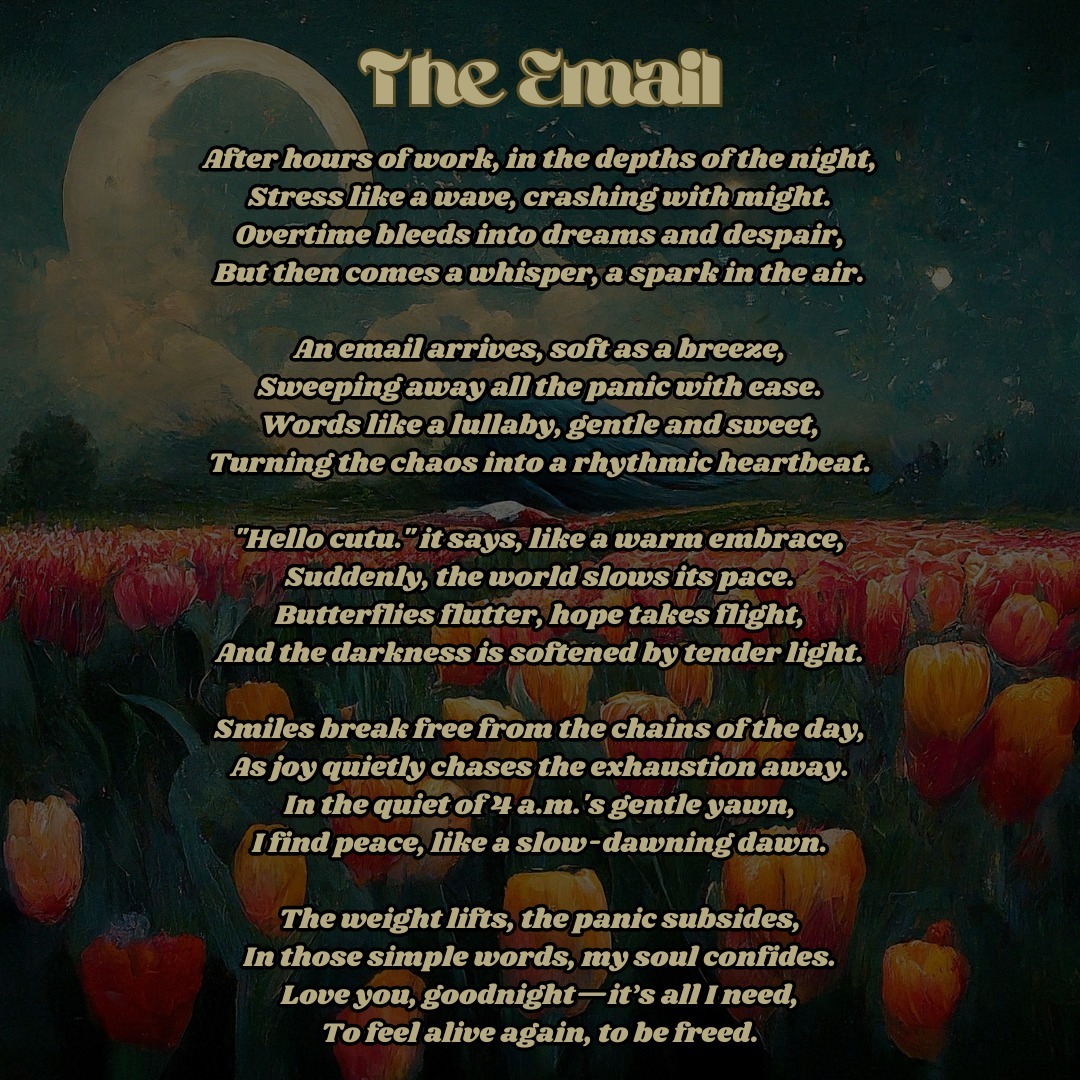 The Email
After hours of work, in the depths of the night,
Stress like a wave, crashing with might.
Overtime bleeds into dreams and despair,
But then comes a whisper, a spark in the air.
An email arrives, soft as a breeze,
Sweeping away all the panic with ease.
Words like a lullaby, gentle and sweet,
Turning the chaos into a rhythmic heartbeat.
"Hello cutu." it says, like a warm embrace,
Suddenly, the world slows its pace.
Butterflies flutter, hope takes flight,
And the darkness is softened by tender light.
Smiles break free from the chains of the day,
As joy quietly chases the exhaustion away.
In the quiet of 4 a.m.'s gentle yawn,
I find peace, like a slow-dawning dawn.
The weight lifts, the panic subsides,
In those simple words, my soul confides.
Love you, goodnight—it’s all I need,
To feel alive again, to be freed.